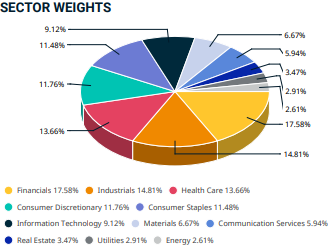 SECTOR WEIGHTS
9.12%
6.67%
11.48%
5.94%
3.47%
11.76%
2.91%
2.61%
17.58%
13.66%
14.81%
Financials 17.58% Industrials 14.81% Health Care 13.66%
Consumer Discretionary 11.76% Consumer Staples 11.48%
Information Technology 9.12% Materials 6.67% Communication Services 5.94%
Real Estate 3.47% Utilities 2.91% Energy 2.61%